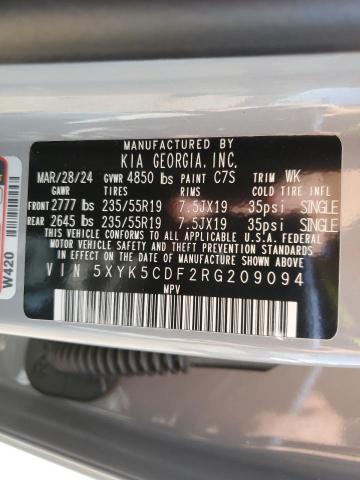 MANUFACTURED BY
KIA GEORGIA, INC.
MAR/28/24 GVWR 4850 lbs PAINT C7S TRIM WK
GAWR TIRES RIMS COLD TIRE INFL
FRONT 2777 lbs 235/55R19 7.5JX19 35psi SINGLE
REAR 2645 lbs 235/55R19 7.5JX19 35psi SINGLE
THIS VEHICLE CONFORMS TO ALL APPLICABLE U.S.A. FEDERAL
MOTOR VEHICLE SAFETY, BUMPER, AND THEFT PREVENTION
STANDARDS IN EFFECT ON THE DATE OF MANUFACTURE SHOWN ABOVE.
VIN 5XYK5CDF2RG209094
MPV
W420